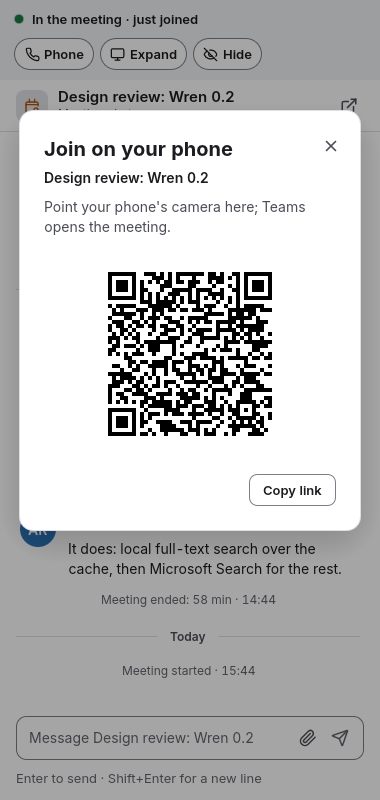 In the meeting · just joined
Phone
Expand
Hide
Design review: Wren 0.2
Join on your phone
Design review: Wren 0.2
Point your phone's camera here; Teams
opens the meeting.
Copy link
It does: local full-text search over the
cache, then Microsoft Search for the rest.
Meeting ended: 58 min · 14:44
Today
Meeting started · 15:44
Message Design review: Wren 0.2
Enter to send · Shift+Enter for a new line